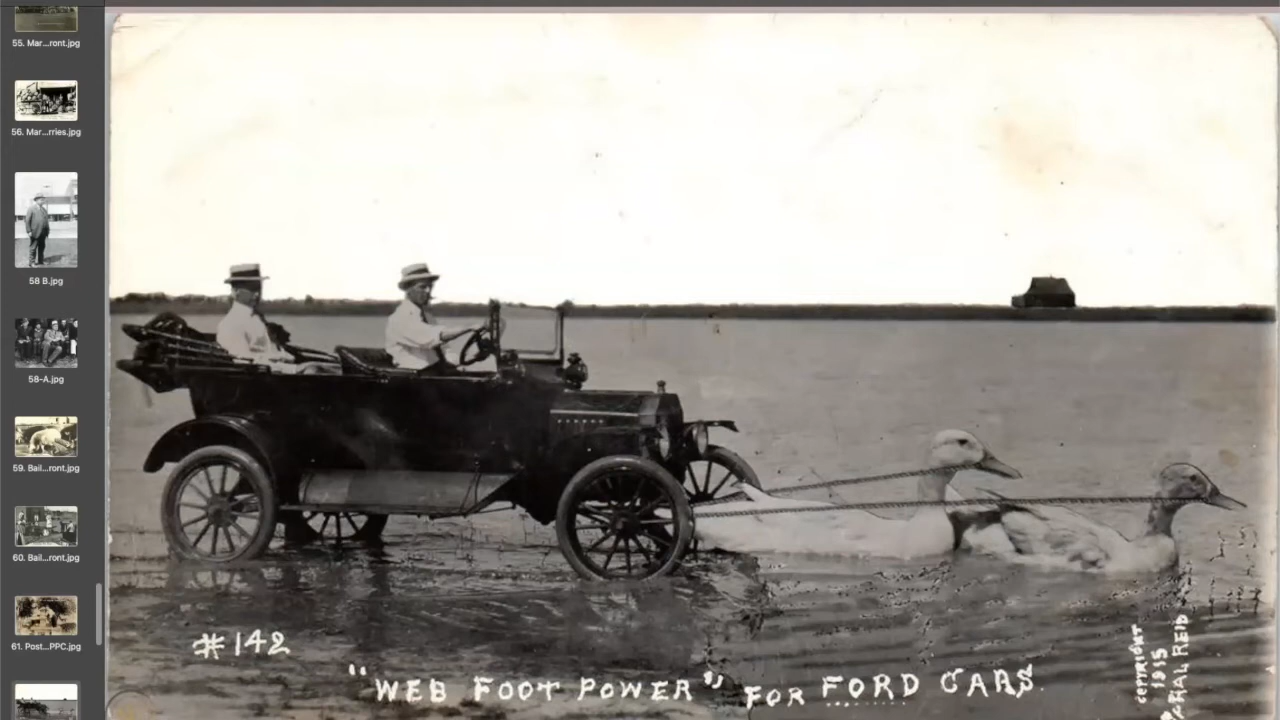 55. Mar...ront.jpg
56. Mar...rries.jpg
58 B.jpg
58-A.jpg
59. Bail...ront.jpg
60. Bail...ont.jpg
61. Post...PPC.jpg
#142
"WEB FOOT POWER" FOR FORD CARS.
COPYRIGHT
1915
REID